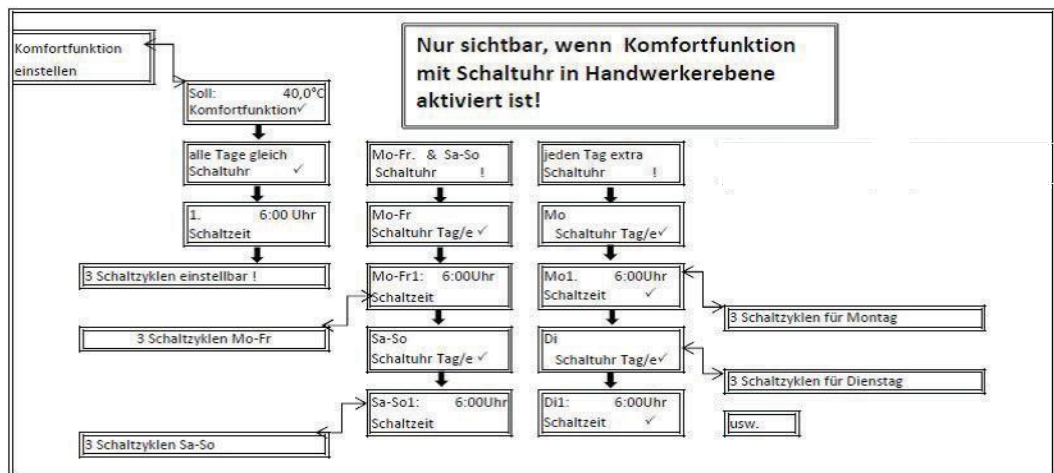 Komfortfunktion
einstellen
Nur sichtbar, wenn Komfortfunktion
mit Schaltuhr in Handwerkerebene
aktiviert ist!
Soll: 40,0°C
Komfortfunktion✓
alle Tage gleich
Schaltuhr ✓
1. 6:00 Uhr
Schaltzeit
3 Schaltzyklen einstellbar !
Mo-Fr. & Sa-So
Schaltuhr !
Mo-Fr
Schaltuhr Tag/e ✓
Mo-Fr1: 6:00Uhr
Schaltzeit
3 Schaltzyklen Mo-Fr
Sa-So
Schaltuhr Tag/e ✓
Sa-So1: 6:00Uhr
Schaltzeit
3 Schaltzyklen Sa-So
jeden Tag extra
Schaltuhr !
Mo
Schaltuhr Tag/e✓
Mo1. 6:00Uhr
Schaltzeit ✓
3 Schaltzyklen für Montag
Di
Schaltuhr Tag/e✓
3 Schaltzyklen für Dienstag
Di1: 6:00Uhr
Schaltzeit ✓
usw.